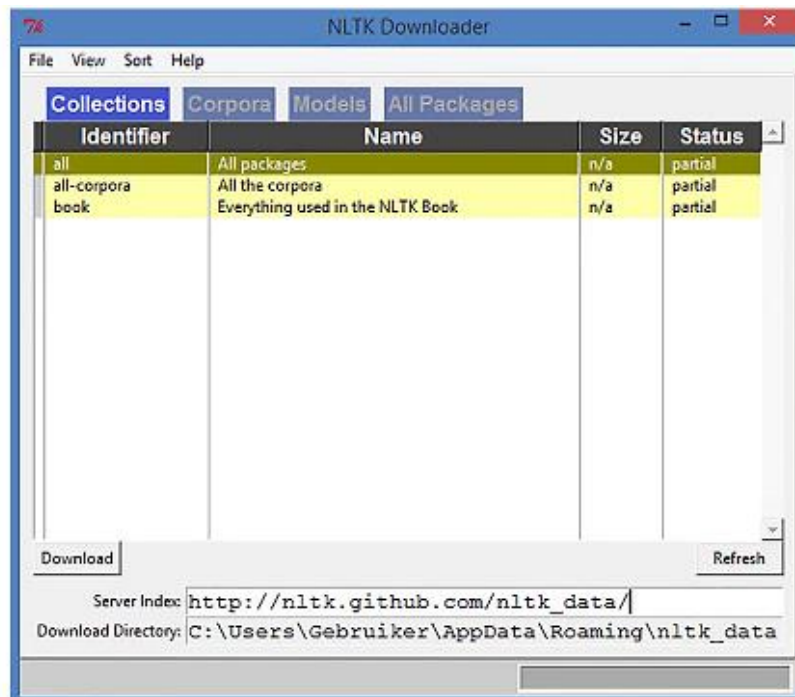 NLTK Downloader
File View Sort Help
Collections Corpora Models All Packages
Identifier Name Size Status
all All packages n/a partial
all-corpora All the corpora n/a partial
book Everything used in the NLTK Book n/a partial
Download Refresh
Server Index: http://nltk.github.com/nltk_data/
Download Directory: C:\Users\Gebruiker\AppData\Roaming\nltk_data